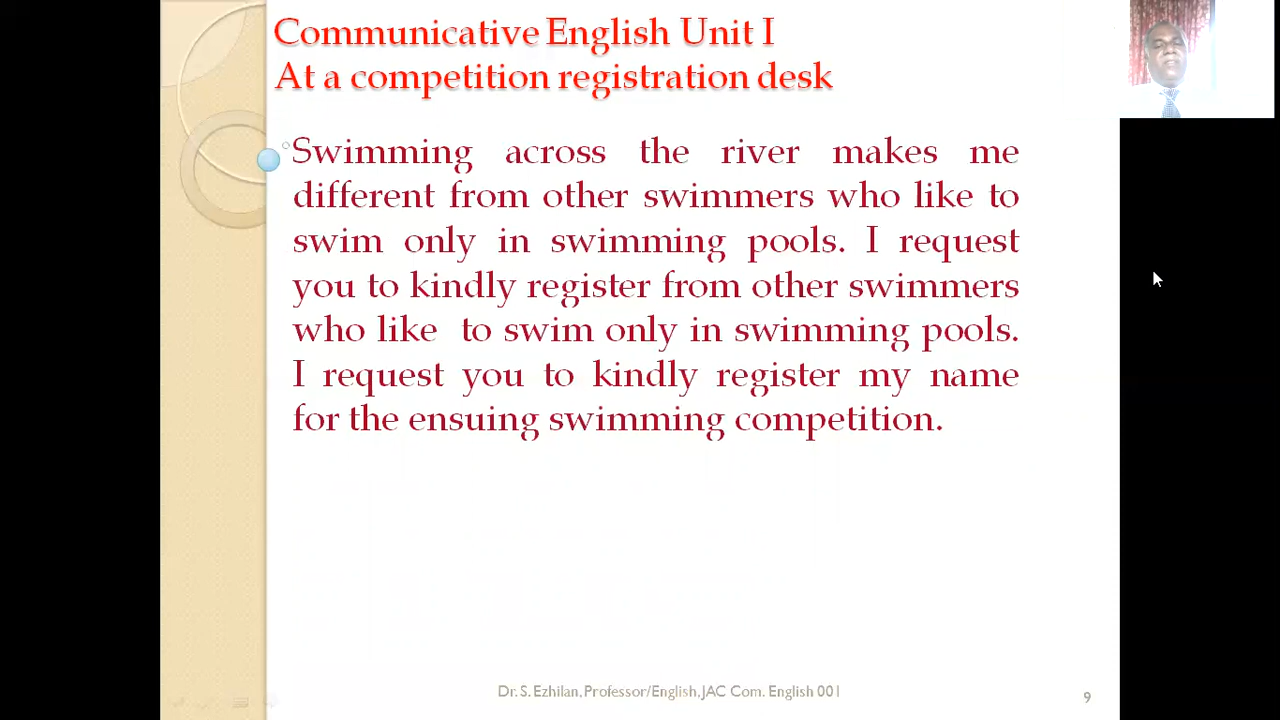 Communicative English Unit I
At a competition registration desk
Swimming across the river makes me
different from other swimmers who like to
swim only in swimming pools. I request
you to kindly register from other swimmers
who like to swim only in swimming pools.
I request you to kindly register my name
for the ensuing swimming competition.
Dr. S. Ezhilan, Professor/English, JAC Com. English 001
9